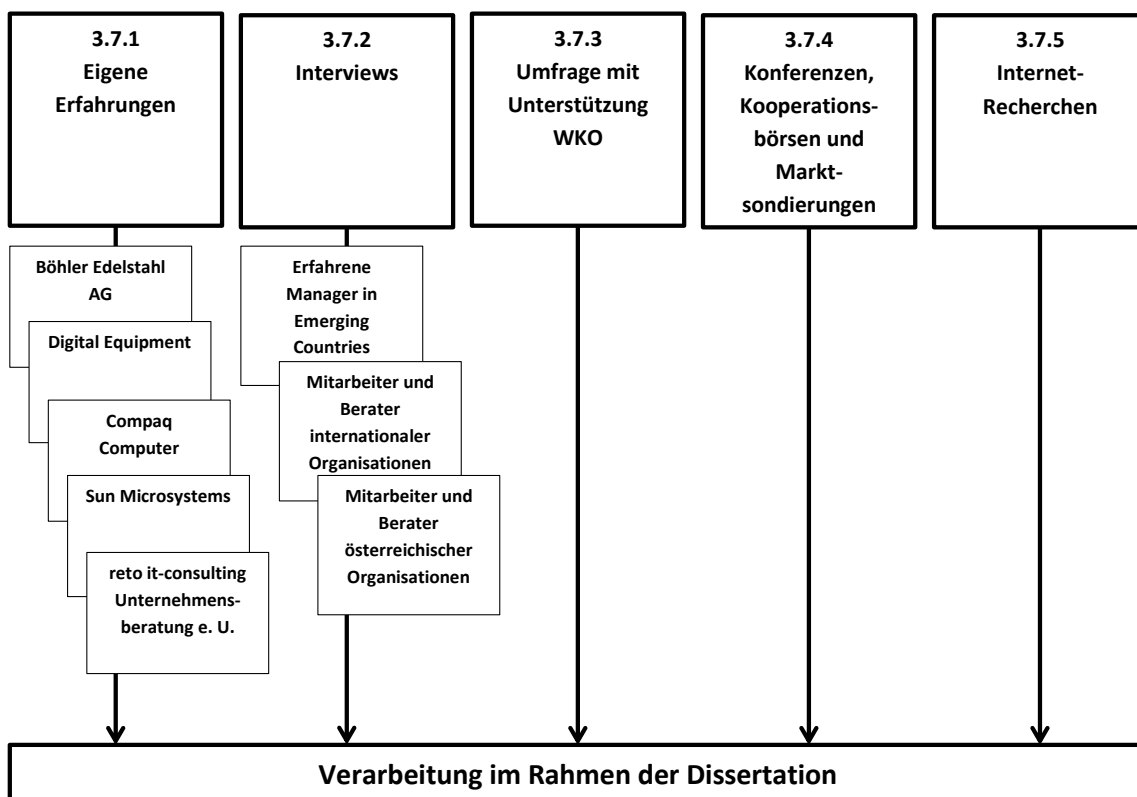 3.7.1
Eigene
Erfahrungen
3.7.2
Interviews
3.7.3
Umfrage mit
Unterstützung
WKO
3.7.4
Konferenzen,
Kooperations-
börsen und
Markt-
sondierungen
3.7.5
Internet-
Recherchen
Böhler Edelstahl
AG
Digital Equipment
Compaq
Computer
Sun Microsystems
reto it-consulting
Unternehmens-
beratung e. U.
Erfahrene
Manager in
Emerging
Countries
Mitarbeiter und
Berater
internationaler
Organisationen
Mitarbeiter und
Berater
österreichischer
Organisationen
Verarbeitung im Rahmen der Dissertation